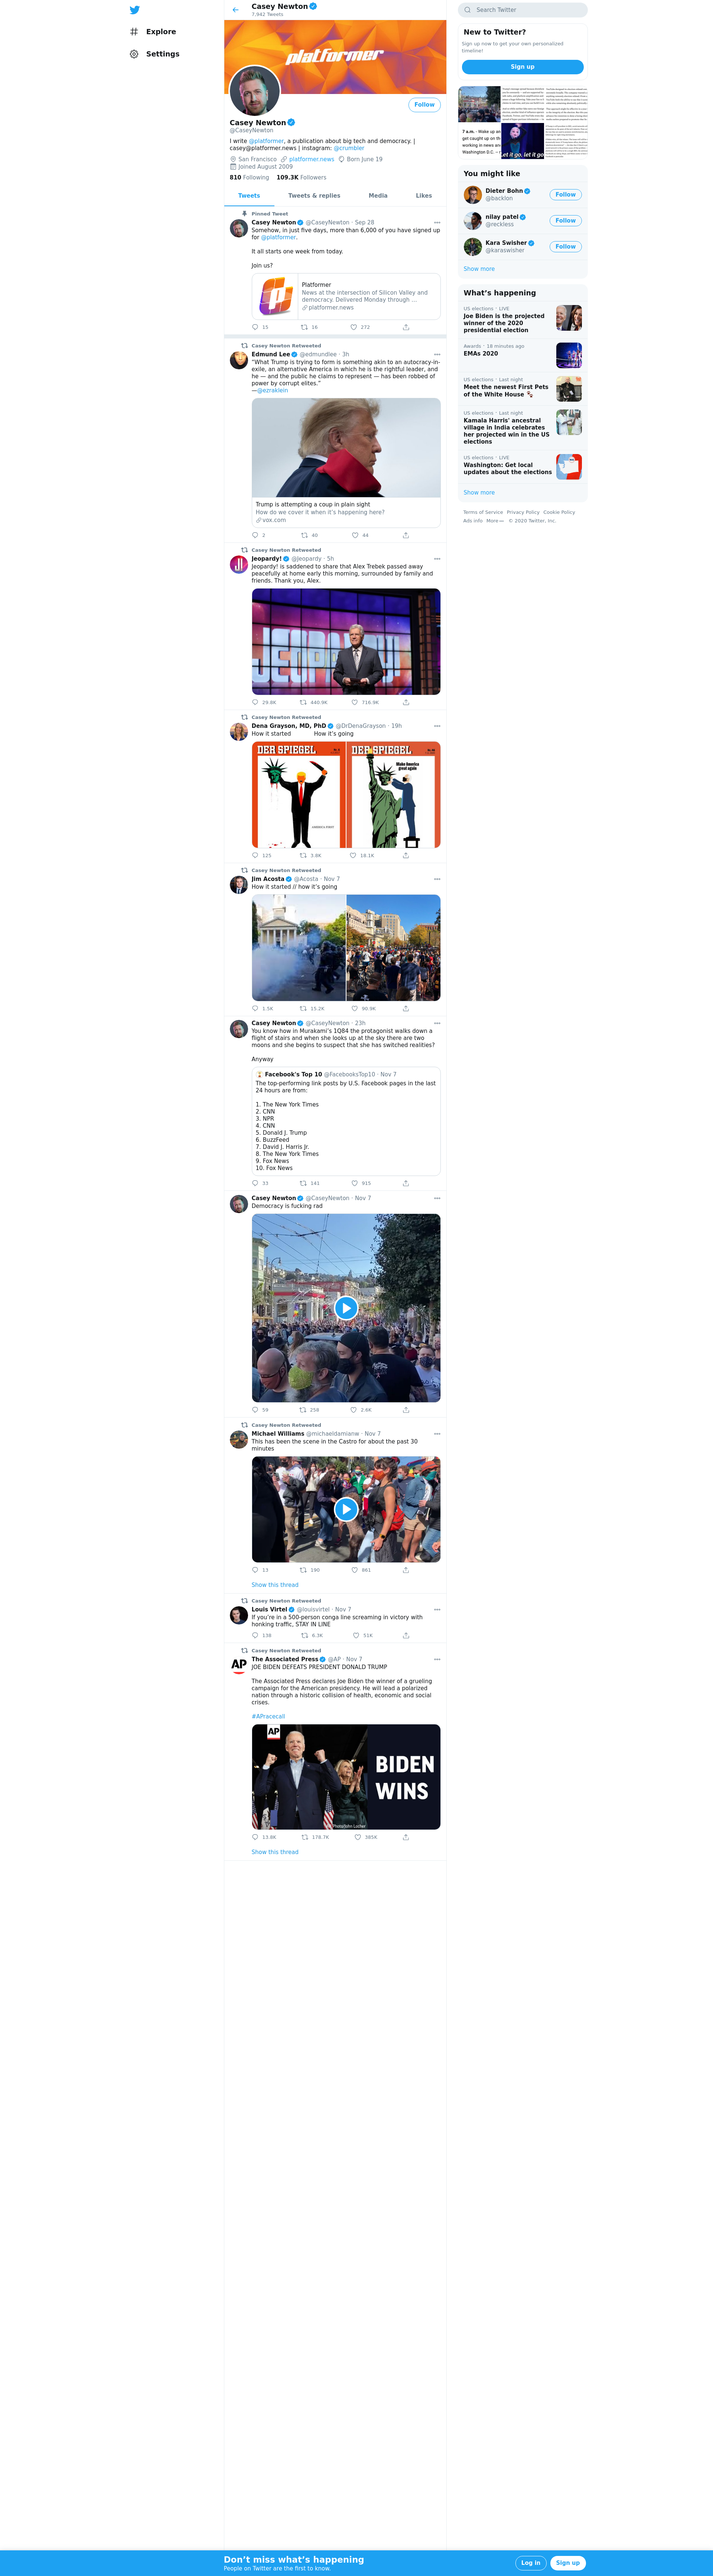 Explore
Settings
Casey Newton
7,942 Tweets
platformer
Follow
Casey Newton
@CaseyNewton
I write @platformer, a publication about big tech and democracy. |
casey@platformer.news | instagram: @crumbler
San Francisco platformer.news Born June 19
Joined August 2009
810 Following 109.3K Followers
Tweets Tweets & replies Media Likes
Pinned Tweet
Casey Newton @CaseyNewton · Sep 28
Somehow, in just five days, more than 6,000 of you have signed up
for @platformer.
It all starts one week from today.
Join us?
Platformer
News at the intersection of Silicon Valley and
democracy. Delivered Monday through ...
platformer.news
15 16 272
Casey Newton Retweeted
Edmund Lee @edmundlee · 3h
“What Trump is trying to form is something akin to an autocracy-in-
exile, an alternative America in which he is the rightful leader, and
he — and the public he claims to represent — has been robbed of
power by corrupt elites.”
—@ezraklein
Trump is attempting a coup in plain sight
How do we cover it when it’s happening here?
vox.com
2 40 44
Casey Newton Retweeted
Jeopardy! @Jeopardy · 5h
Jeopardy! is saddened to share that Alex Trebek passed away
peacefully at home early this morning, surrounded by family and
friends. Thank you, Alex.
JEOPARDY
29.8K 440.9K 716.9K
Casey Newton Retweeted
Dena Grayson, MD, PhD @DrDenaGrayson · 19h
How it started How it’s going
DER SPIEGEL DER SPIEGEL
Make America
great again
AMERICA FIRST
125 3.8K 18.1K
Casey Newton Retweeted
Jim Acosta @Acosta · Nov 7
How it started // how it’s going
1.5K 15.2K 90.9K
Casey Newton @CaseyNewton · 23h
You know how in Murakami’s 1Q84 the protagonist walks down a
flight of stairs and when she looks up at the sky there are two
moons and she begins to suspect that she has switched realities?
Anyway
Facebook's Top 10 @FacebooksTop10 · Nov 7
The top-performing link posts by U.S. Facebook pages in the last
24 hours are from:
1. The New York Times
2. CNN
3. NPR
4. CNN
5. Donald J. Trump
6. BuzzFeed
7. David J. Harris Jr.
8. The New York Times
9. Fox News
10. Fox News
33 141 915
Casey Newton @CaseyNewton · Nov 7
Democracy is fucking rad
59 258 2.6K
Casey Newton Retweeted
Michael Williams @michaeldamianw · Nov 7
This has been the scene in the Castro for about the past 30
minutes
13 190 661
Show this thread
Casey Newton Retweeted
Louis Virtel @louisvirtel · Nov 7
If you’re in a 500-person conga line screaming in victory with
honking traffic, STAY IN LINE
138 6.3K 51K
Casey Newton Retweeted
AP
The Associated Press @AP · Nov 7
JOE BIDEN DEFEATS PRESIDENT DONALD TRUMP
The Associated Press declares Joe Biden the winner of a grueling
campaign for the American presidency. He will lead a polarized
nation through a historic collision of health, economic and social
crises.
#APracecall
AP
BIDEN
WINS
13.8K 178.7K 385K
Show this thread
Search Twitter
New to Twitter?
Sign up now to get your own personalized
timeline!
Sign up
7 a.m. - Wake up an
get caught up on th
working in news an
Washington D.C. –
Let it go, let it go
You might like
Dieter Bohn
@backlon
Follow
nilay patel
@reckless
Follow
Kara Swisher
@karaswisher
Follow
Show more
What’s happening
US elections · LIVE
Joe Biden is the projected
winner of the 2020
presidential election
Awards · 18 minutes ago
EMAs 2020
US elections · Last night
Meet the newest First Pets
of the White House
US elections · Last night
Kamala Harris' ancestral
village in India celebrates
her projected win in the US
elections
US elections · LIVE
Washington: Get local
updates about the elections
Show more
Terms of Service Privacy Policy Cookie Policy
Ads info More © 2020 Twitter, Inc.
Don’t miss what’s happening
People on Twitter are the first to know.
Log in
Sign up